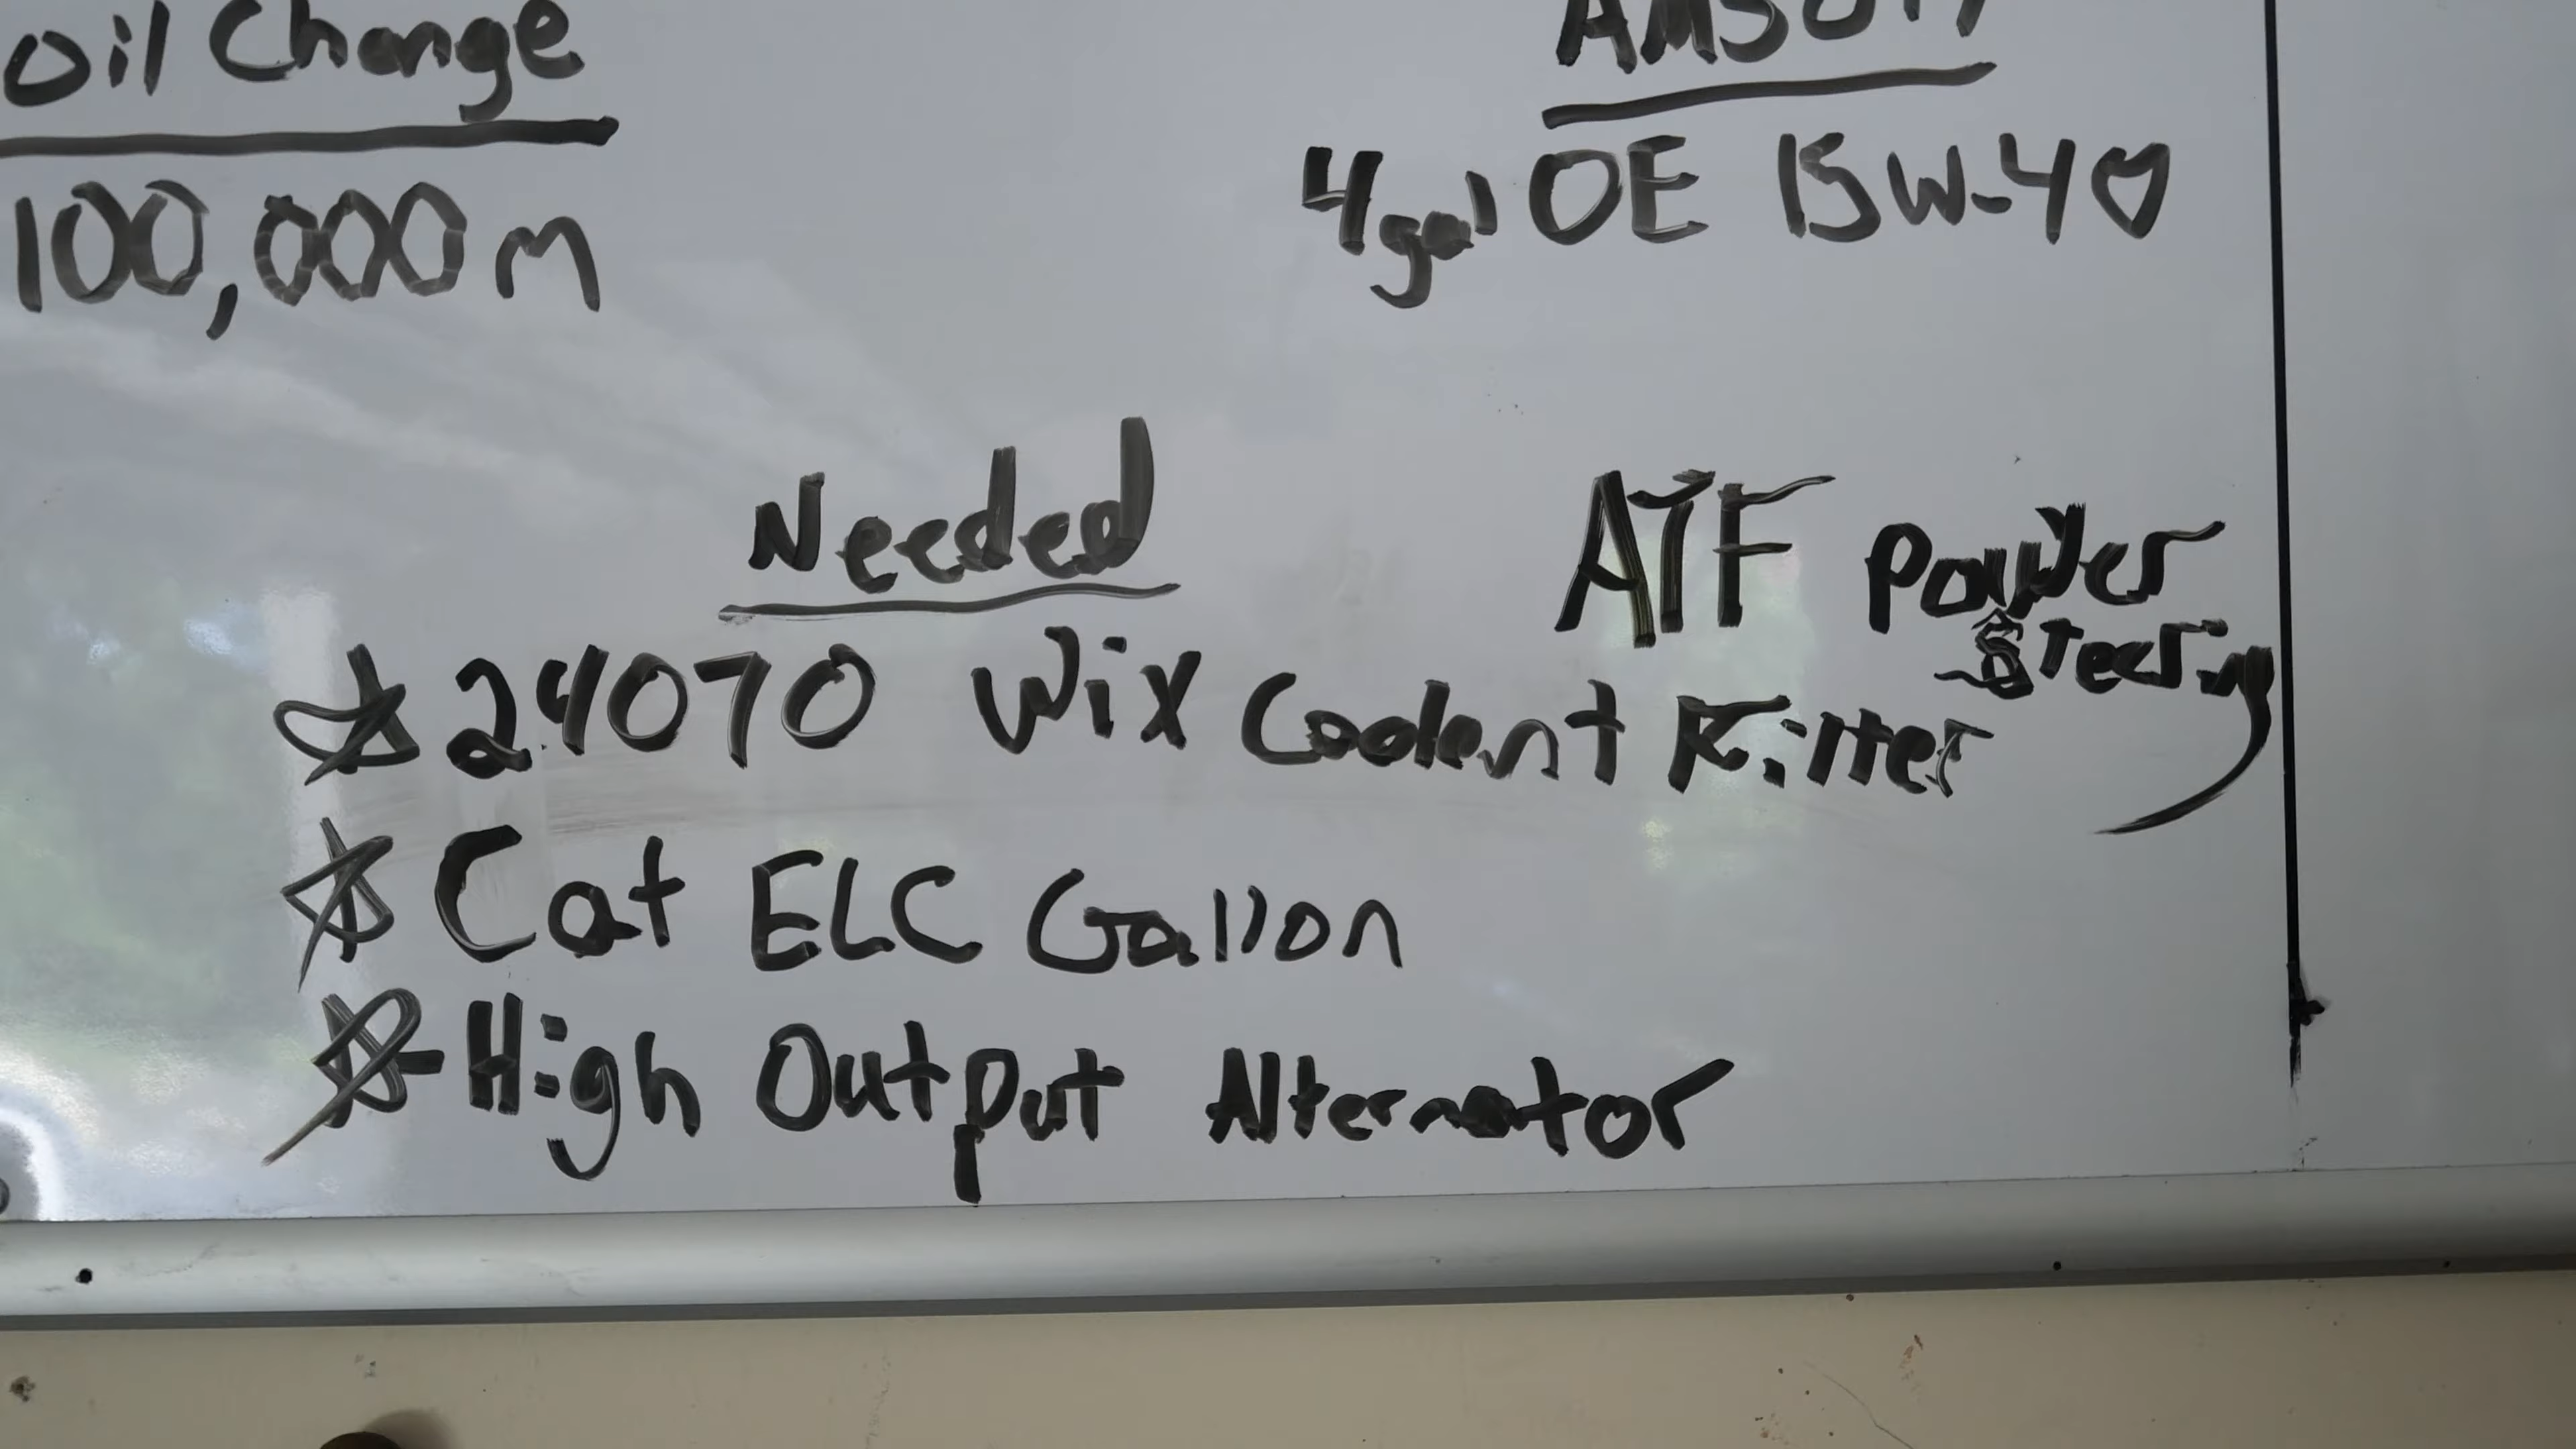 Oil Change
100,000 m
AMSOil
4gal OE 15W-40
Needed
ATF Power
Steering
24070 Wix Coolent Filter
Cat ELC Gallon
High Output Alternator